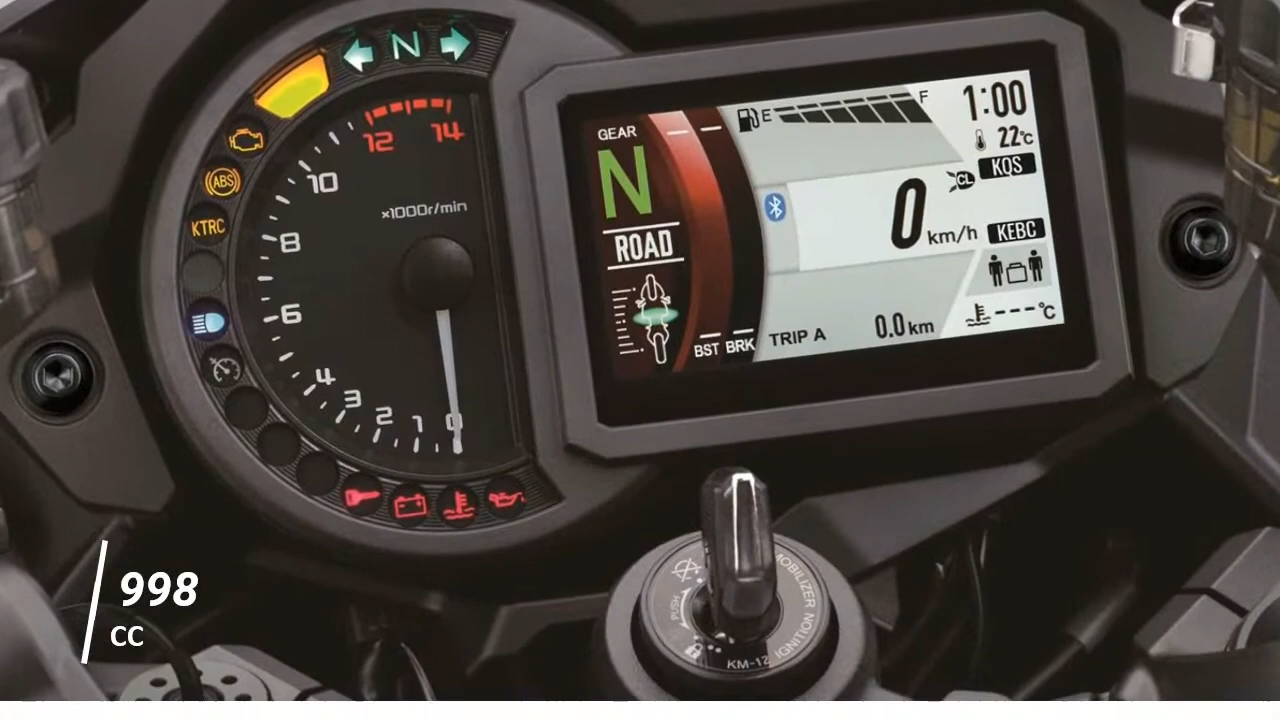 N
12 14
10
×1000r/min
8
6
4
3
2
1
0
ABS
KTRC
GEAR
N
ROAD
E F
1:00
22°C
KQS
CL
0 km/h
KEBC
BST BRK
TRIP A 0.0 km
---°C
998
CC
IMMOBILIZER IGNITION
PUSH
KM-12